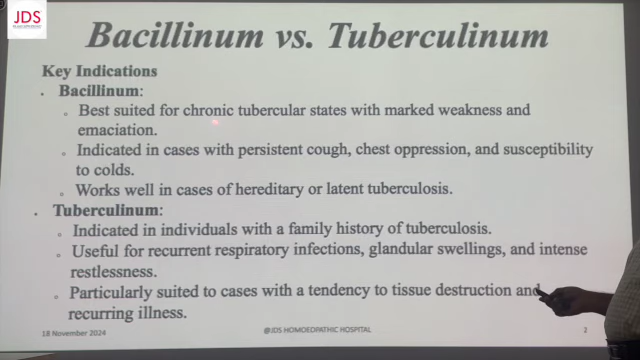 JDS
Bacillinum vs. Tuberculinum
Key Indications
• Bacillinum:
Best suited for chronic tubercular states with marked weakness and
emaciation.
Indicated in cases with persistent cough, chest oppression, and susceptibility
to colds.
Works well in cases of hereditary or latent tuberculosis.
• Tuberculinum:
Indicated in individuals with a family history of tuberculosis.
Useful for recurrent respiratory infections, glandular swellings, and intense
restlessness.
Particularly suited to cases with a tendency to tissue destruction and
recurring illness.
18 November 2024
@JDS HOMOEOPATHIC HOSPITAL
2